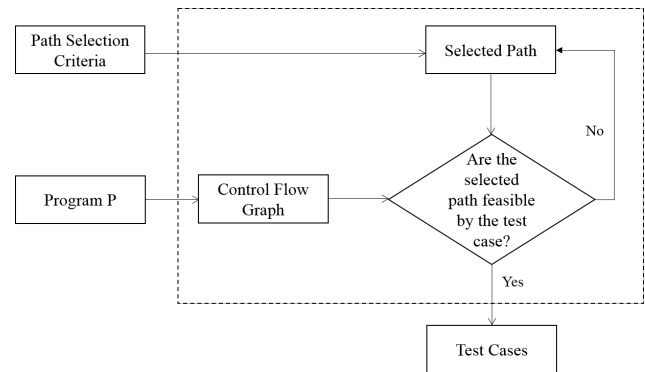 Path Selection
Criteria
Selected Path
No
Are the
selected
path feasible
by the test
case?
Program P
Control Flow
Graph
Yes
Test Cases